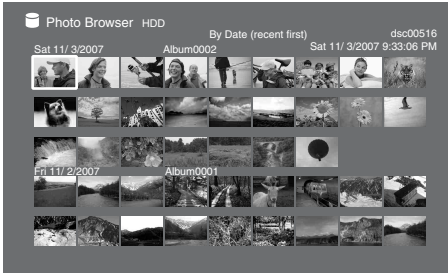 Photo Browser HDD
By Date (recent first)
dsc00516
Sat 11/ 3/2007
Album0002
Sat 11/ 3/2007 9:33:06 PM
Fri 11/ 2/2007
Album0001